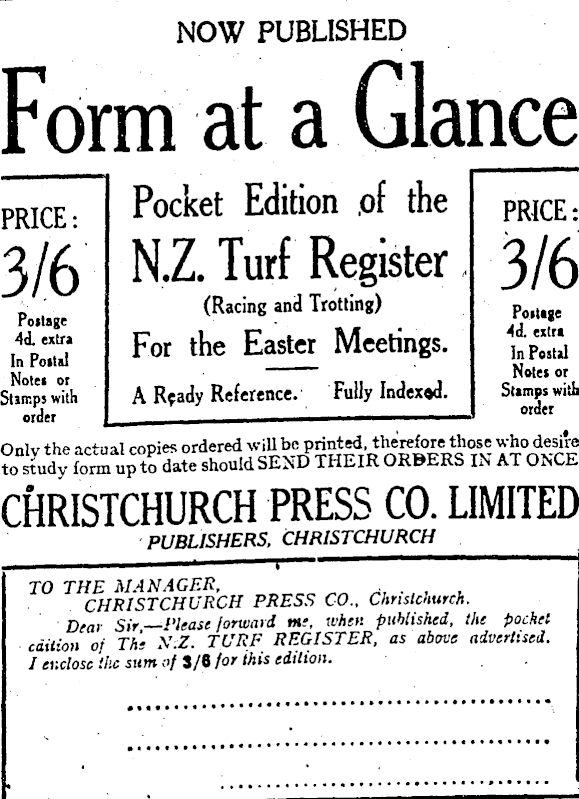 NOW PUBLISHED
Form at a Glance
PRICE:
3/6
Postage
4d. extra
In Postal
Notes or
Stamps with
order
Pocket Edition of the
N.Z. Turf Register
(Racing and Trotting)
For the Easter Meetings.
A Ready Reference. Fully Indexed.
PRICE:
3/6
Postage
4d. extra
In Postal
Notes or
Stamps with
order
Only the actual copies ordered will be printed, therefore those who desire
to study form up to date should SEND THEIR ORDERS IN AT ONCE
CHRISTCHURCH PRESS CO. LIMITED
PUBLISHERS, CHRISTCHURCH
TO THE MANAGER,
CHRISTCHURCH PRESS CO., Christchurch.
Dear Sir,—Please forward me, when published, the pocket
edition of The N.Z. TURF REGISTER, as above advertised.
I enclose the sum of 3/6 for this edition.